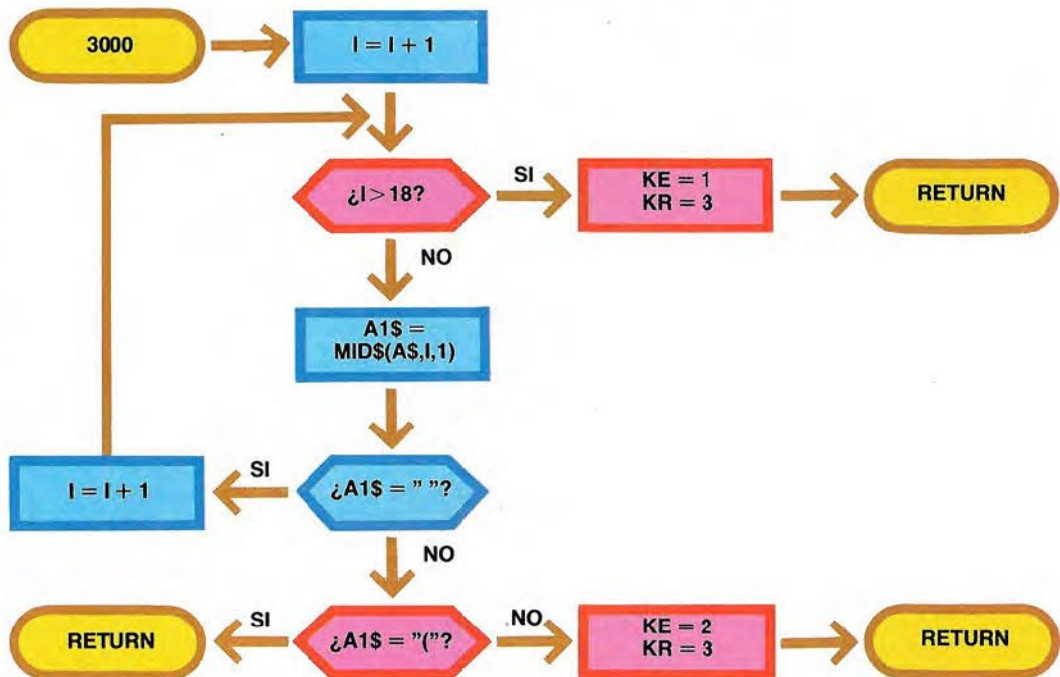 3000
I = I + 1
¿I > 18?
SI
KE = 1
KR = 3
RETURN
NO
A1$ =
MID$(A$,I,1)
I = I + 1
SI
¿A1$ = ” ”?
NO
RETURN
SI
¿A1$ = ”(”?
NO
KE = 2
KR = 3
RETURN